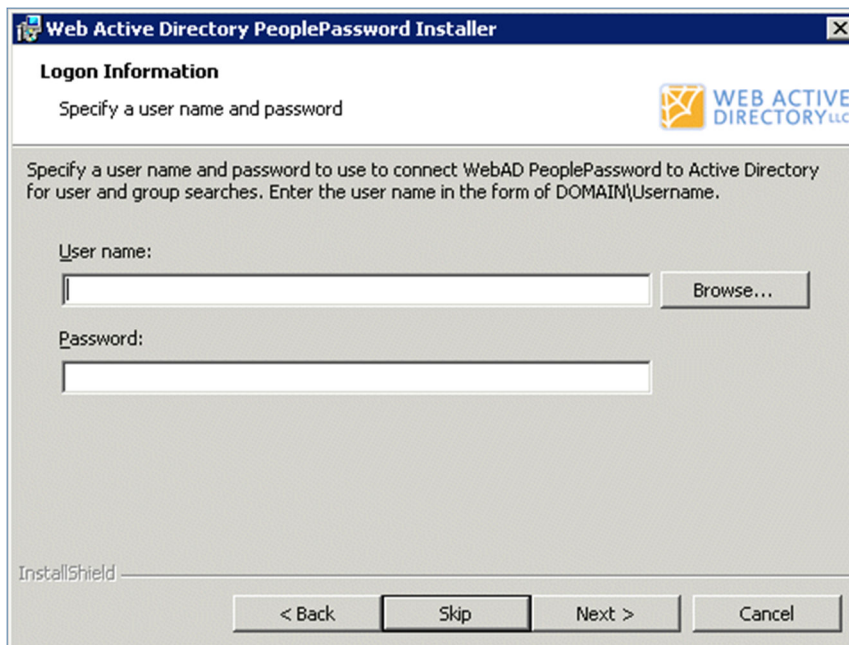 Web Active Directory PeoplePassword Installer
Logon Information
Specify a user name and password
WEB ACTIVE
DIRECTORY LLC
Specify a user name and password to use to connect WebAD PeoplePassword to Active Directory
for user and group searches. Enter the user name in the form of DOMAIN\Username.
User name:
Browse...
Password:
InstallShield
< Back Skip Next > Cancel